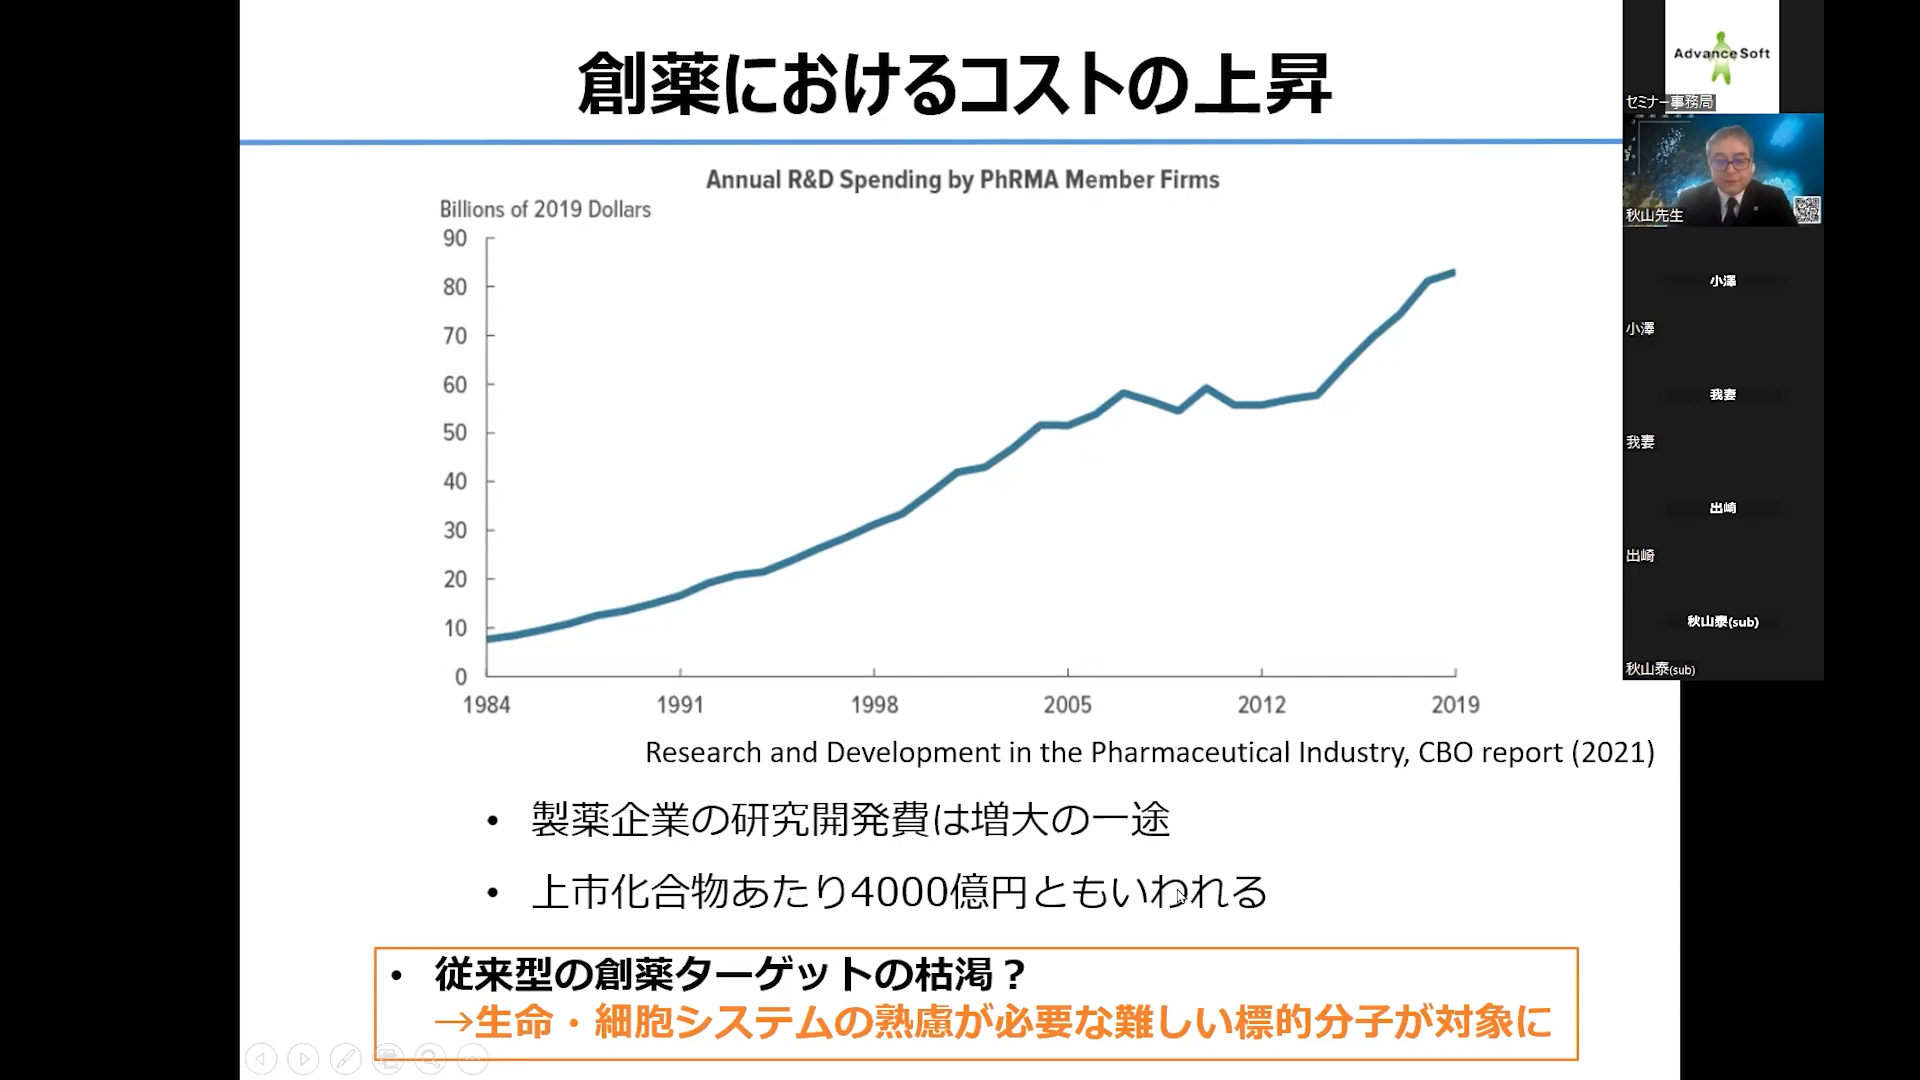 創薬におけるコストの上昇
Annual R&D Spending by PhRMA Member Firms
Billions of 2019 Dollars
90
80
70
60
50
40
30
20
10
0
1984 1991 1998 2005 2012 2019
Research and Development in the Pharmaceutical Industry, CBO report (2021)
• 製薬企業の研究開発費は増大の一途
• 上市化合物あたり4000億円ともいわれる
• 従来型の創薬ターゲットの枯渇？
→生命・細胞システムの熟慮が必要な難しい標的分子が対象に
AdvanceSoft
セミナー事務局
秋山先生
小澤
小澤
我妻
我妻
出崎
出崎
秋山泰(sub)
秋山泰(sub)